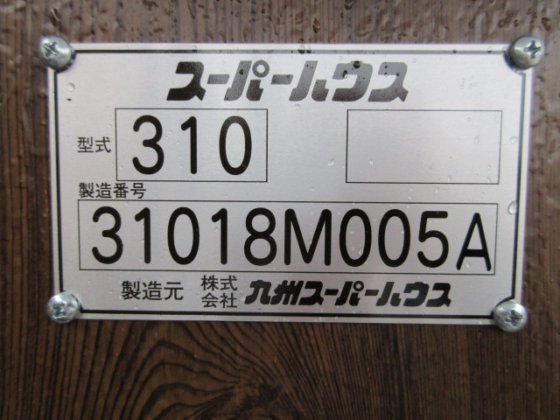 スーパーハウス
型式 310
製造番号
31018M005A
製造元 株式会社 九州スーパーハウス